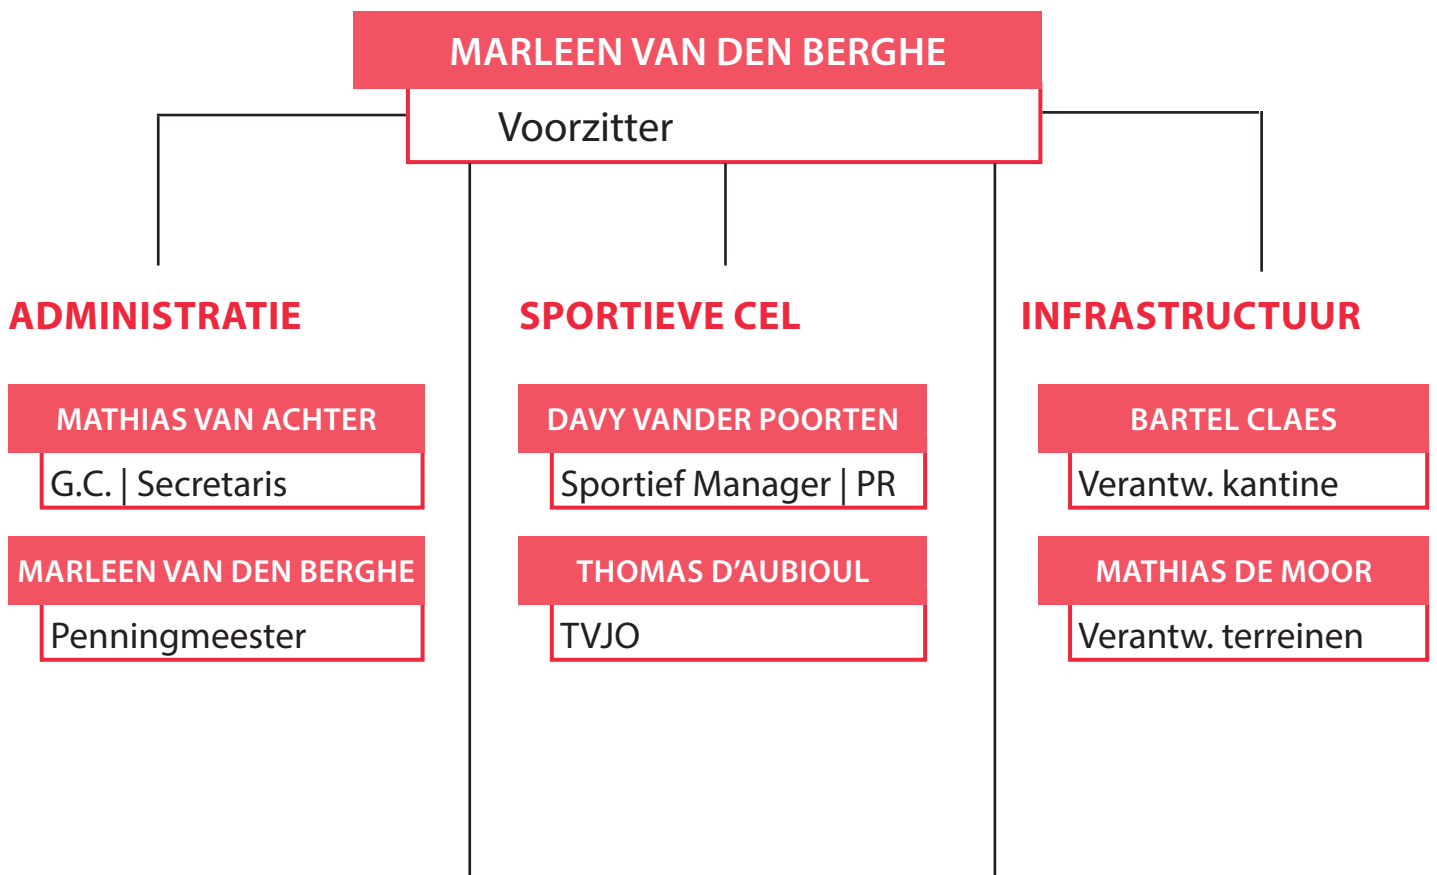 MARLEEN VAN DEN BERGHE
Voorzitter
ADMINISTRATIE
MATHIAS VAN ACHTER
G.C. | Secretaris
MARLEEN VAN DEN BERGHE
Penningmeester
SPORTIEVE CEL
DAVY VANDER POORTEN
Sportief Manager | PR
THOMAS D'AUBIOUL
TVJO
INFRASTRUCTUUR
BARTEL CLAES
Verantw. kantine
MATHIAS DE MOOR
Verantw. terreinen